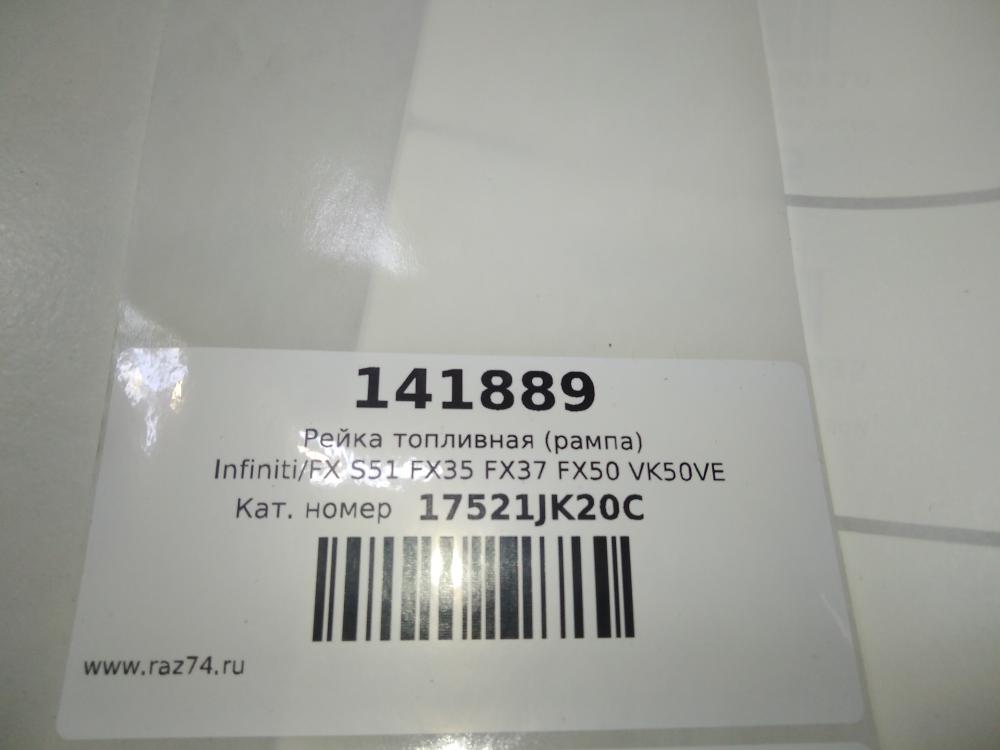 141889
Рейка топливная (рампа)
Infiniti/FX S51 FX35 FX37 FX50 VK50VE
Кат. номер 17521JK20C
www.raz74.ru